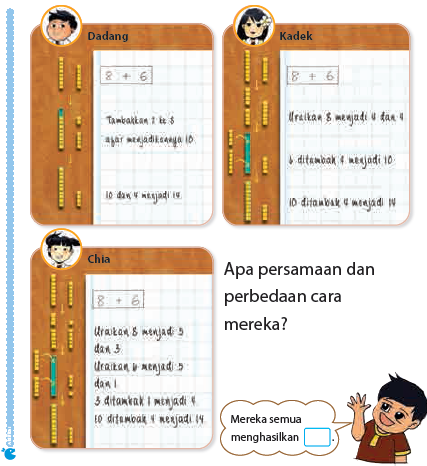 Dadang
8 + 6
Tambahkan 2 ke 8
agar menjadikannya 10
10 dan 4 menjadi 14
Kadek
8 + 6
Uraikan 8 menjadi 4 dan 4
6 ditambah 4 menjadi 10
10 ditambah 4 menjadi 14
Chia
8 + 6
Uraikan 8 menjadi 5
dan 3
Uraikan 6 menjadi 5
dan 1
3 ditambah 1 menjadi 4
10 ditambah 4 menjadi 14
Apa persamaan dan
perbedaan cara
mereka?
Mereka semua
menghasilkan .